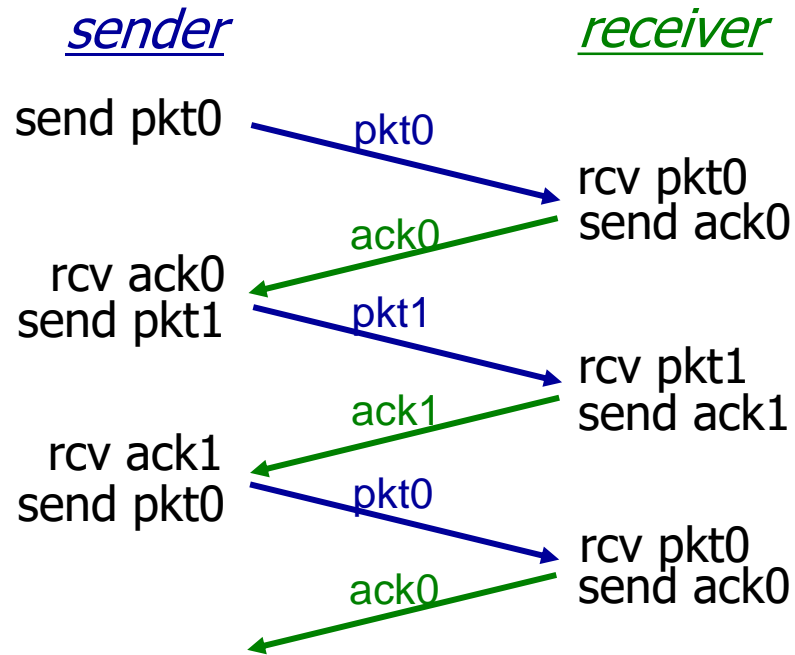 sender
receiver
send pkt0
pkt0
rcv pkt0
send ack0
ack0
rcv ack0
send pkt1
pkt1
rcv pkt1
send ack1
ack1
rcv ack1
send pkt0
pkt0
rcv pkt0
send ack0
ack0